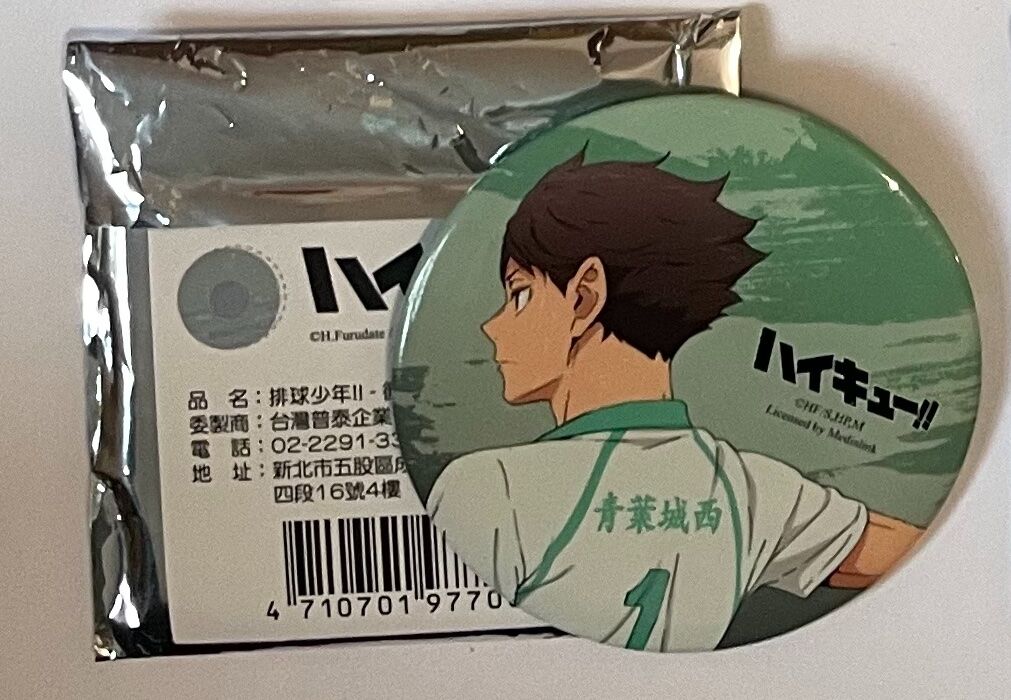 ハイ
©H.Furudate
品　名：排球少年!! -
委製商：台灣普泰企業
電　話：02-2291-33
地　址：新北市五股區成
四段16號4樓
4 710701 9770
ハイキュー!!
©HF/S,HP,M
Licensed by Medialink
青葉城西
1